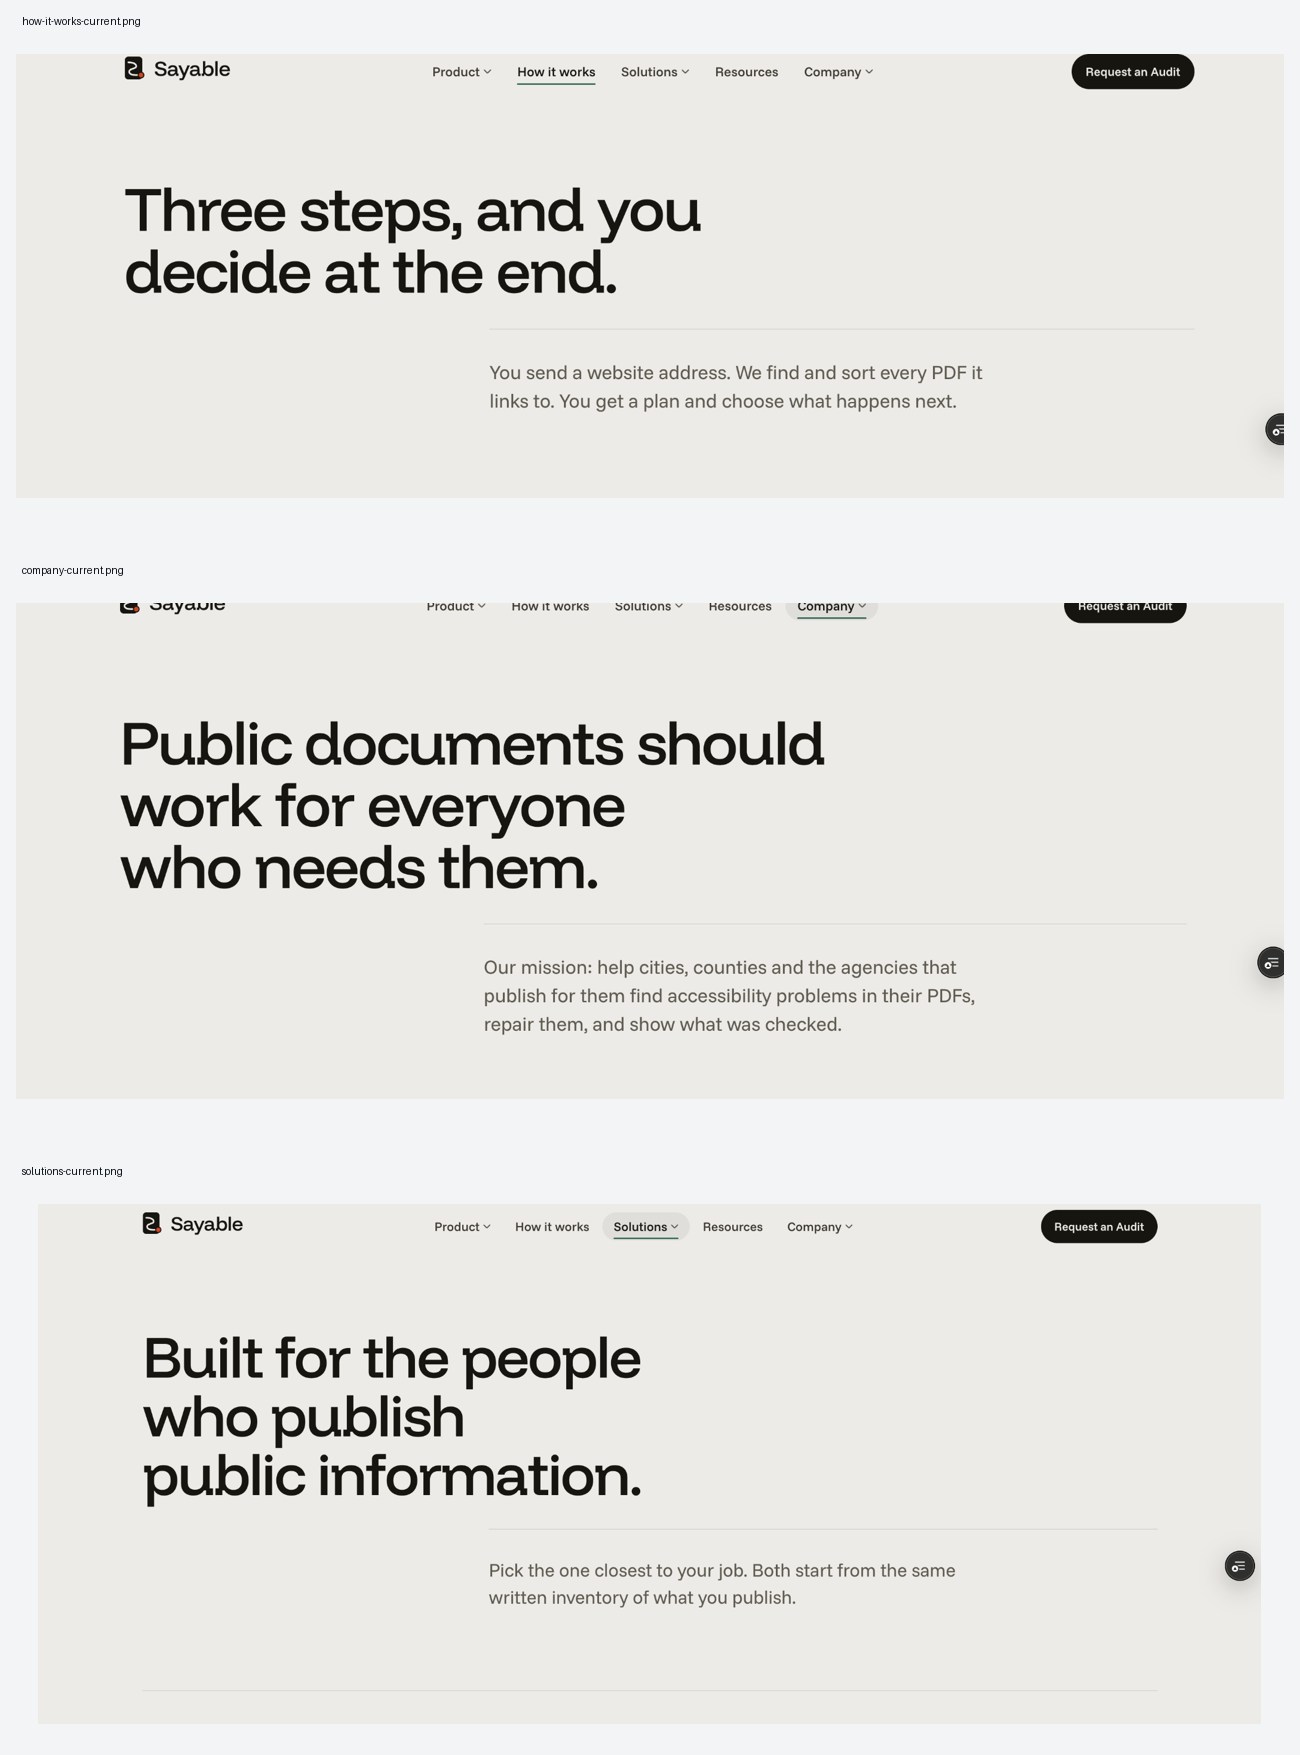 how-it-works-current.png
Sayable
Product How it works Solutions Resources Company Request an Audit
Three steps, and you
decide at the end.
You send a website address. We find and sort every PDF it
links to. You get a plan and choose what happens next.
company-current.png
Sayable
Product How it works Solutions Resources Company Request an Audit
Public documents should
work for everyone
who needs them.
Our mission: help cities, counties and the agencies that
publish for them find accessibility problems in their PDFs,
repair them, and show what was checked.
solutions-current.png
Sayable
Product How it works Solutions Resources Company Request an Audit
Built for the people
who publish
public information.
Pick the one closest to your job. Both start from the same
written inventory of what you publish.